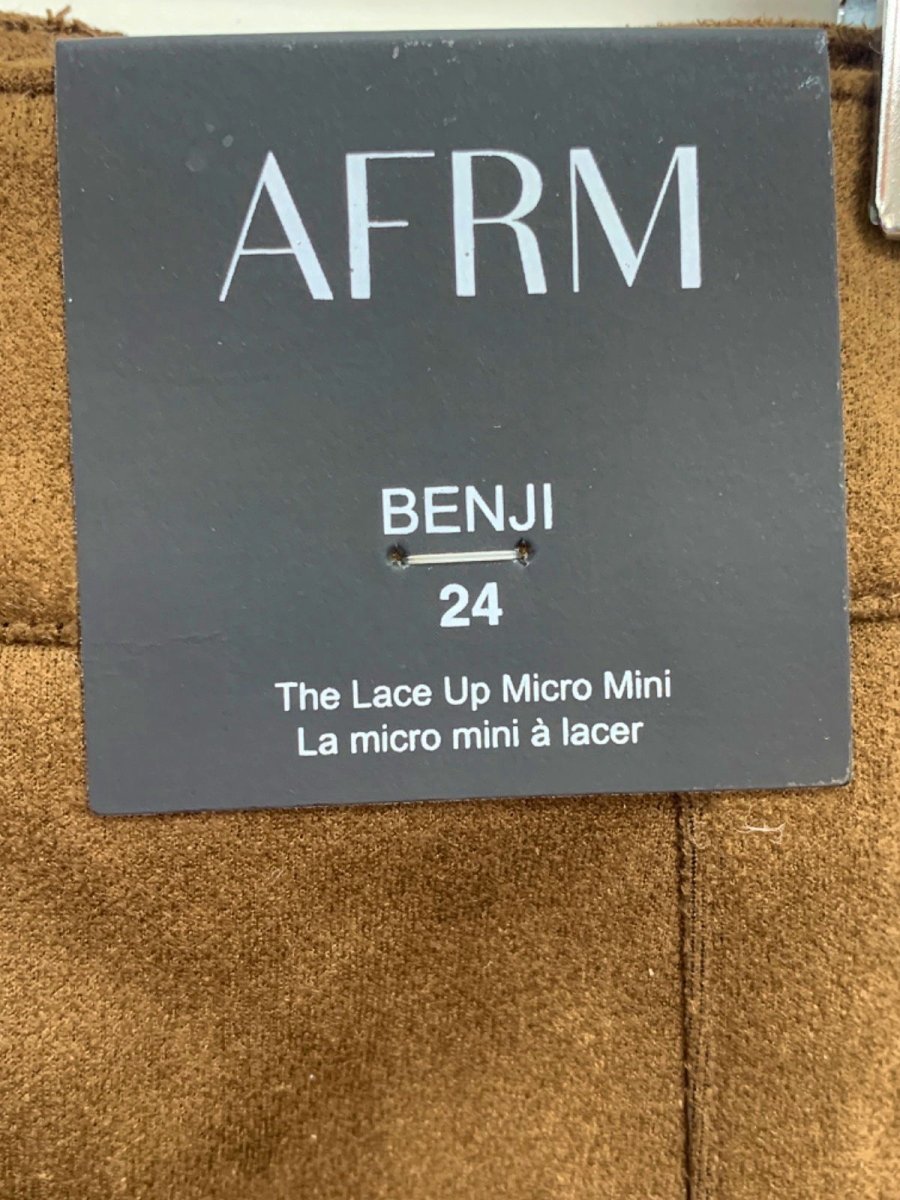 AFRM
BENJI
24
The Lace Up Micro Mini
La micro mini à lacer